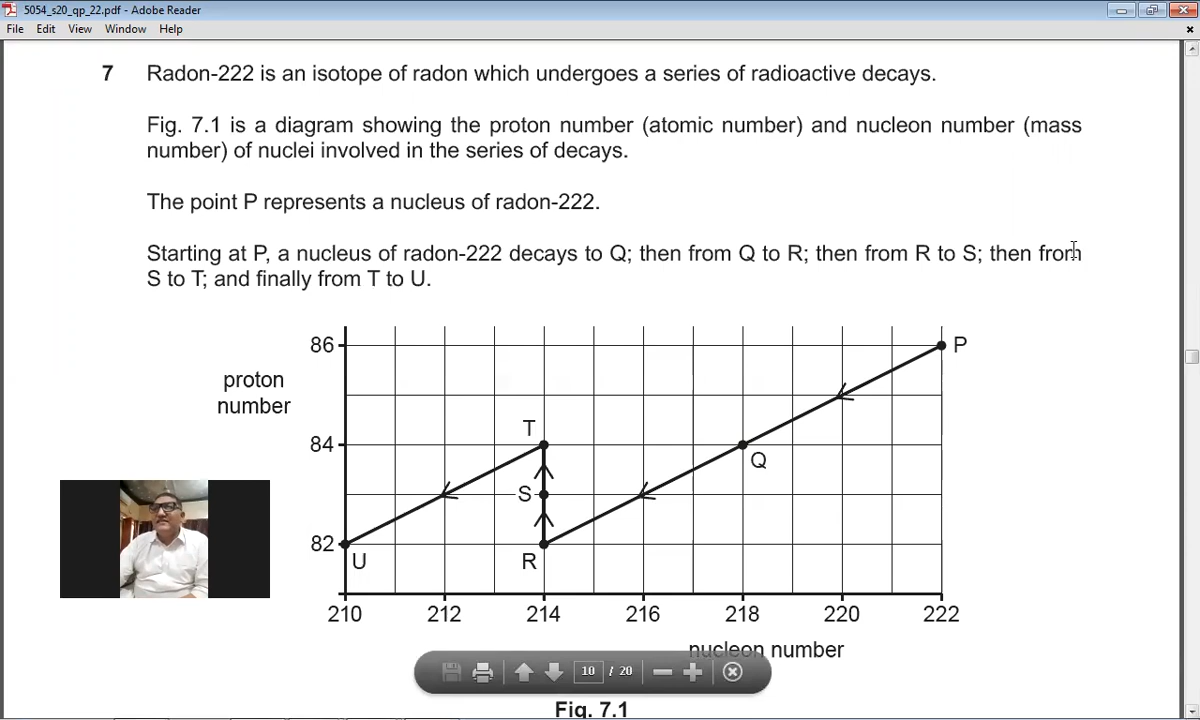 5054_s20_qp_22.pdf - Adobe Reader
File Edit View Window Help
7 Radon-222 is an isotope of radon which undergoes a series of radioactive decays.
Fig. 7.1 is a diagram showing the proton number (atomic number) and nucleon number (mass
number) of nuclei involved in the series of decays.
The point P represents a nucleus of radon-222.
Starting at P, a nucleus of radon-222 decays to Q; then from Q to R; then from R to S; then from
S to T; and finally from T to U.
86
P
proton
number
T
84
Q
S
82
U
R
210 212 214 216 218 220 222
nucleon number
10 / 20
Fig. 7.1